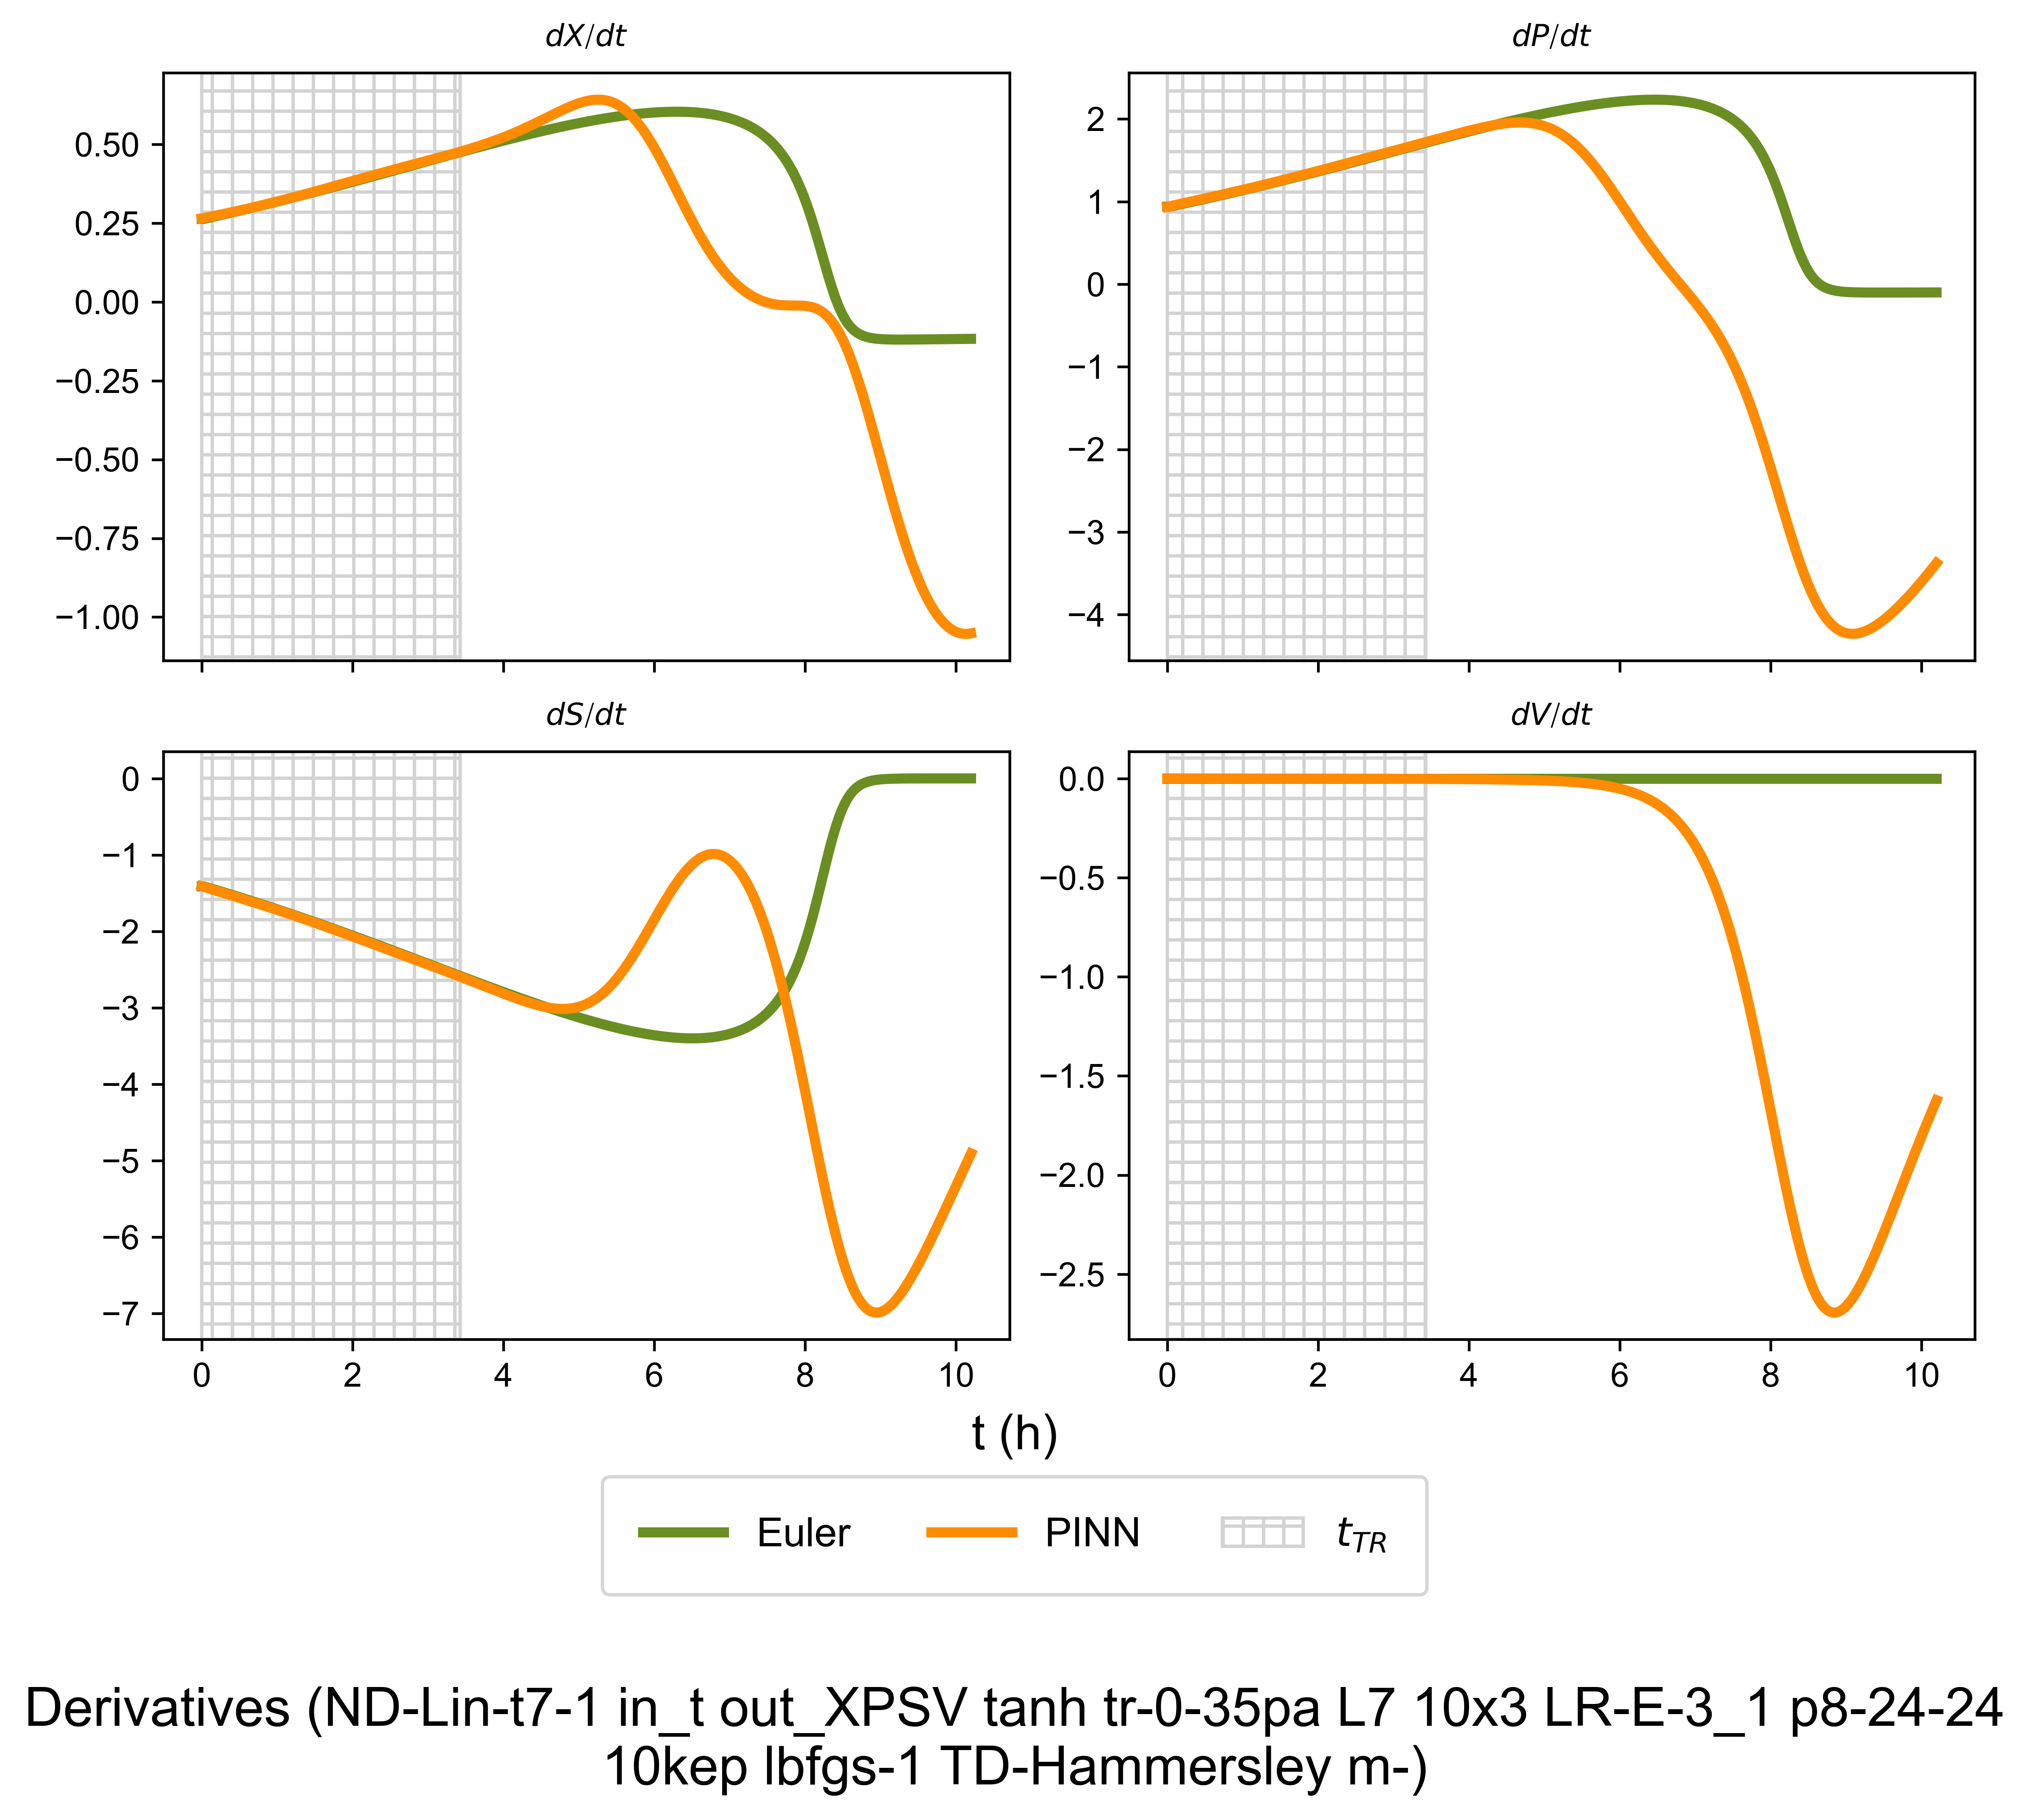 dX/dt
dP/dt
0.50
0.25
0.00
−0.25
−0.50
−0.75
−1.00
2
1
0
−1
−2
−3
−4
dS/dt
dV/dt
0
−1
−2
−3
−4
−5
−6
−7
0 2 4 6 8 10
0.0
−0.5
−1.0
−1.5
−2.0
−2.5
0 2 4 6 8 10
t (h)
Euler PINN t_{TR}
Derivatives (ND-Lin-t7-1 in_t out_XPSV tanh tr-0-35pa L7 10x3 LR-E-3_1 p8-24-24
10kep lbfgs-1 TD-Hammersley m-)